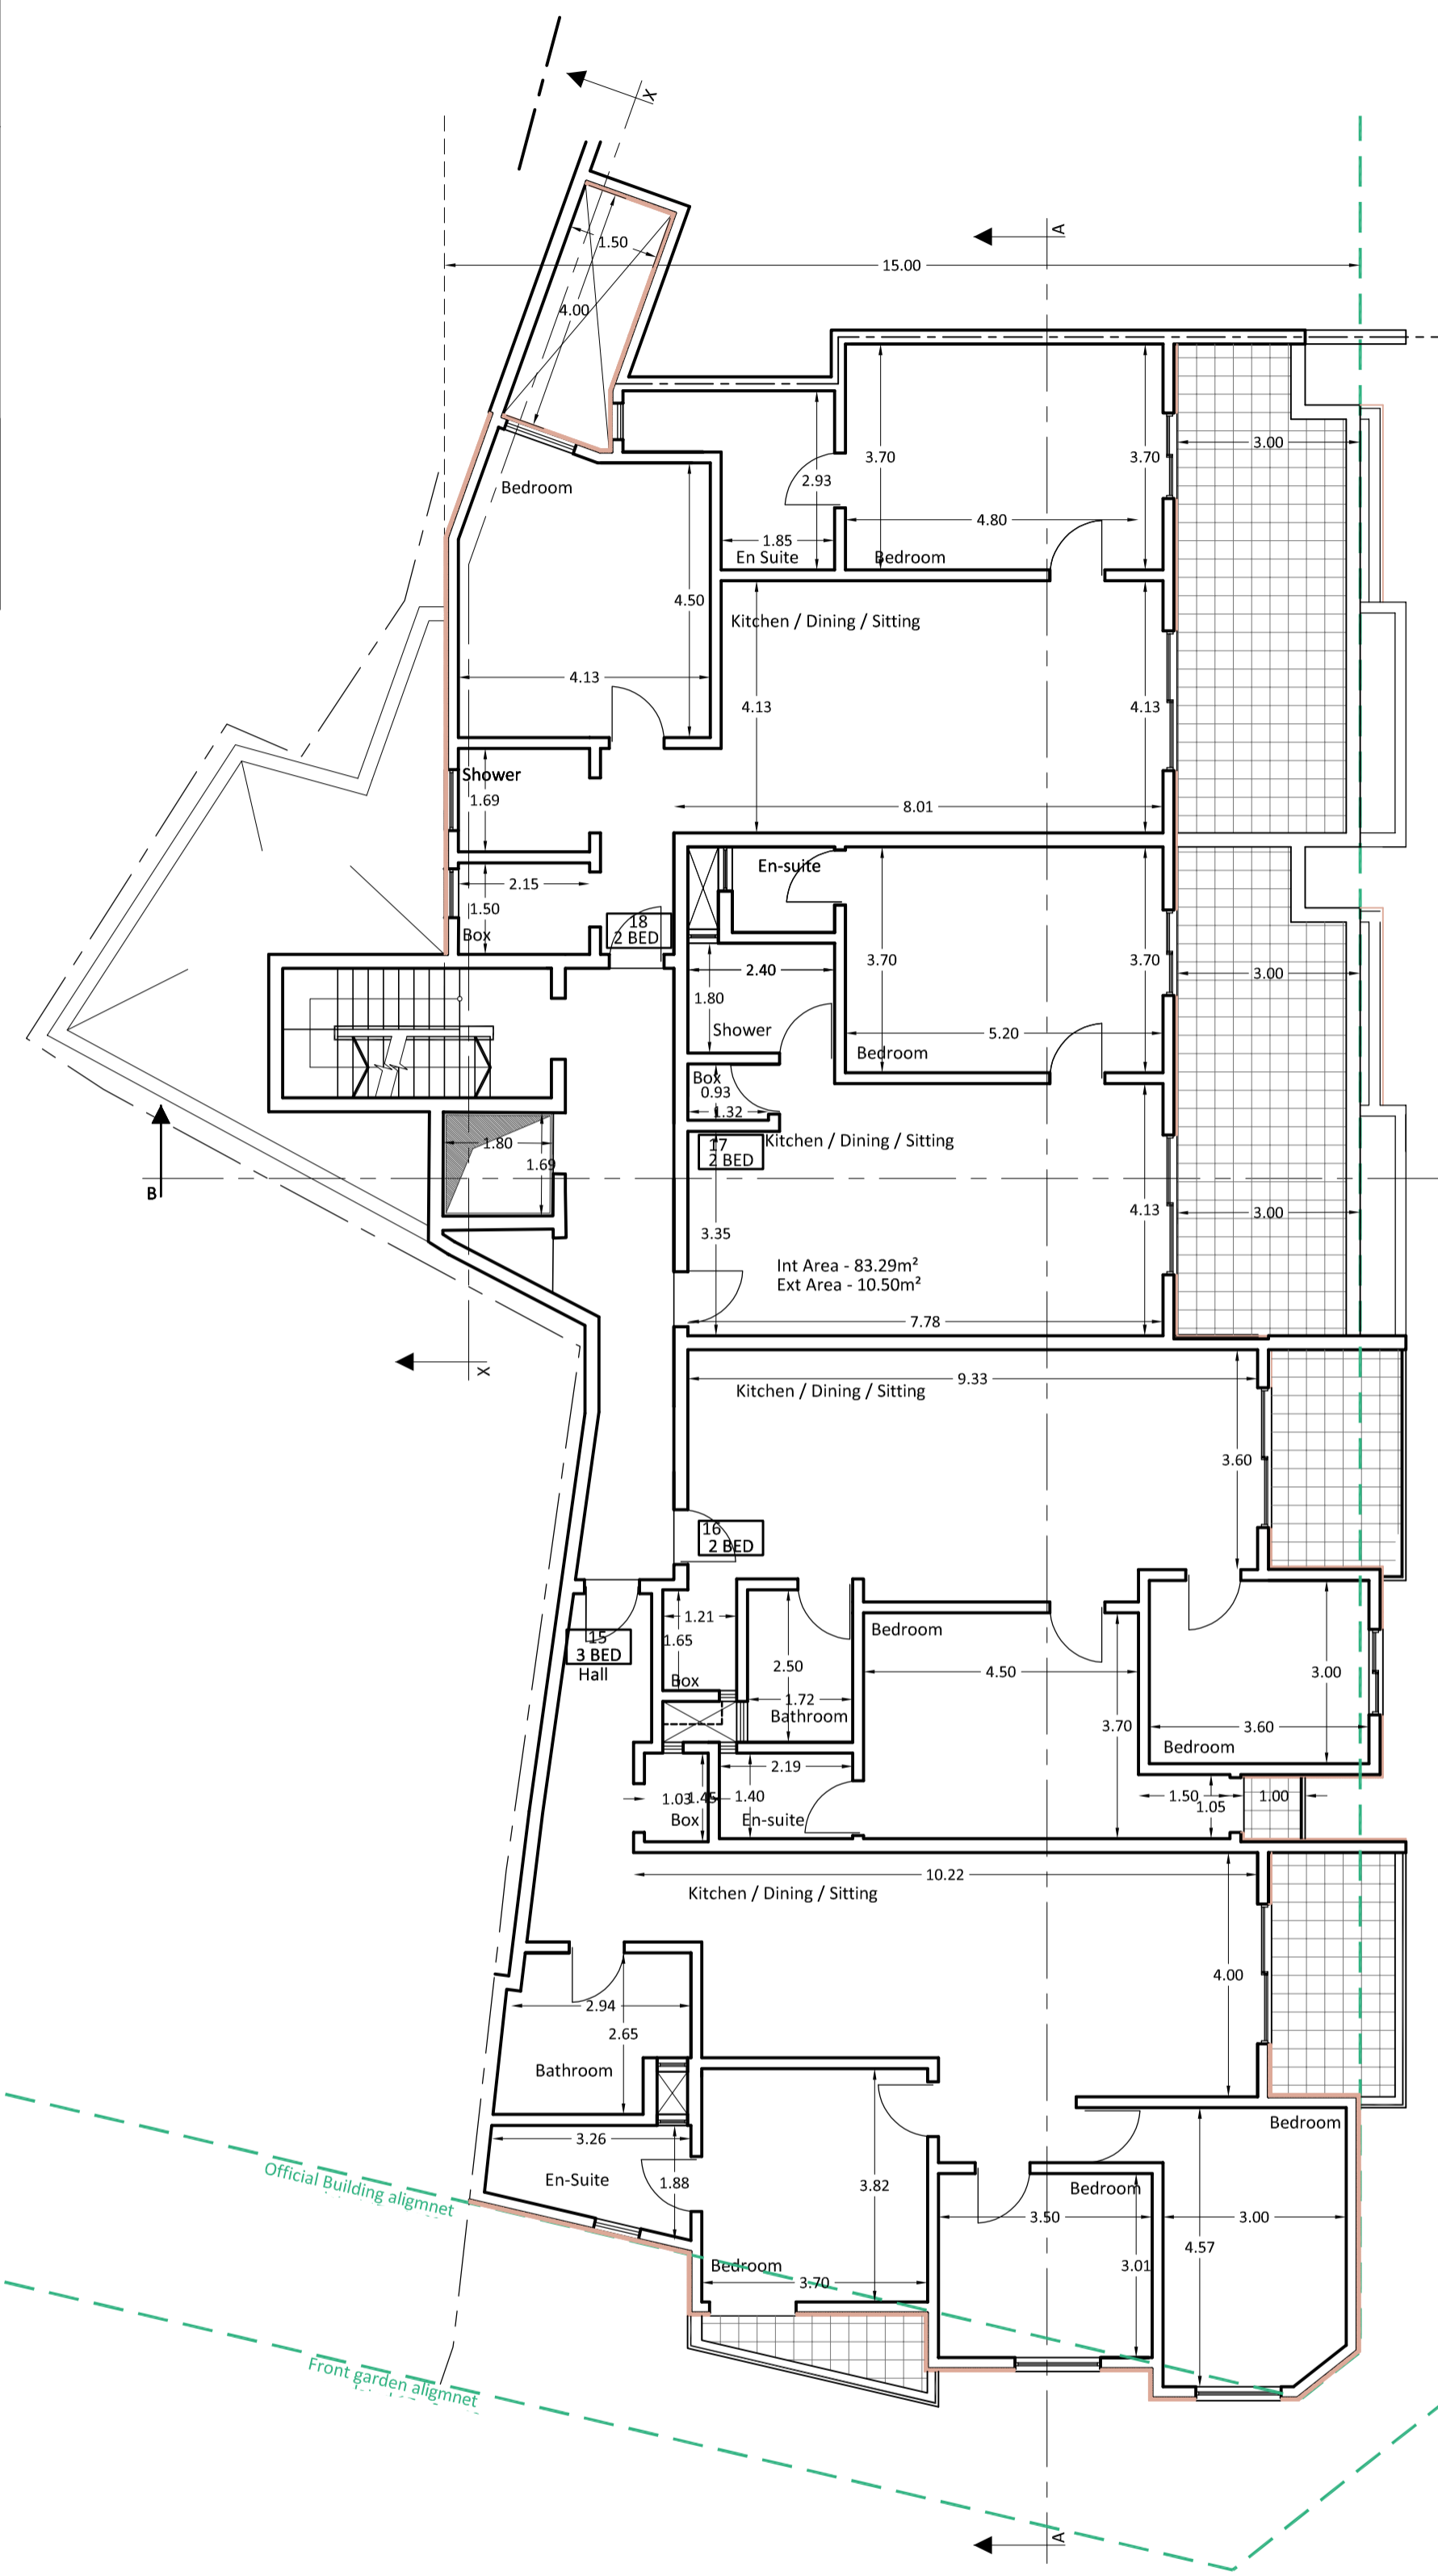 X
A
1.50
15.00
4.00
3.00
3.70
3.70
2.93
Bedroom
4.80
1.85
En Suite
Bedroom
4.50
Kitchen / Dining / Sitting
4.13
4.13
4.13
Shower
1.69
8.01
En-suite
2.15
1.50
Box
18
2 BED
3.70
3.70
2.40
3.00
1.80
Shower
5.20
Bedroom
Box
0.93
1.32
1.80
17
2 BED
Kitchen / Dining / Sitting
1.69
B
4.13
3.00
3.35
Int Area - 83.29m²
Ext Area - 10.50m²
7.78
X
9.33
Kitchen / Dining / Sitting
3.60
16
2 BED
1.21
15
3 BED
Hall
1.65
Bedroom
2.50
4.50
3.00
Box
1.72
Bathroom
3.70
3.60
Bedroom
2.19
1.03
1.45
1.40
1.50
1.05
1.00
Box
En-suite
10.22
Kitchen / Dining / Sitting
4.00
2.94
2.65
Bathroom
Bedroom
3.26
Official Building aligmnet
En-Suite
1.88
3.82
Bedroom
3.50
3.00
4.57
Bedroom
3.01
3.70
Front garden aligmnet
A